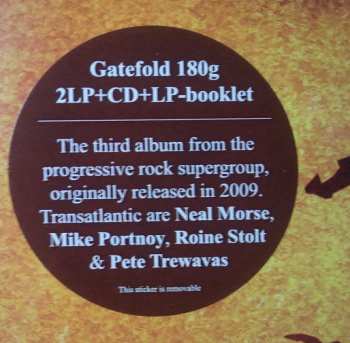 Gatefold 180g
2LP+CD+LP-booklet
The third album from the
progressive rock supergroup,
originally released in 2009.
Transatlantic are Neal Morse,
Mike Portnoy, Roine Stolt
& Pete Trewavas
This sticker is removable